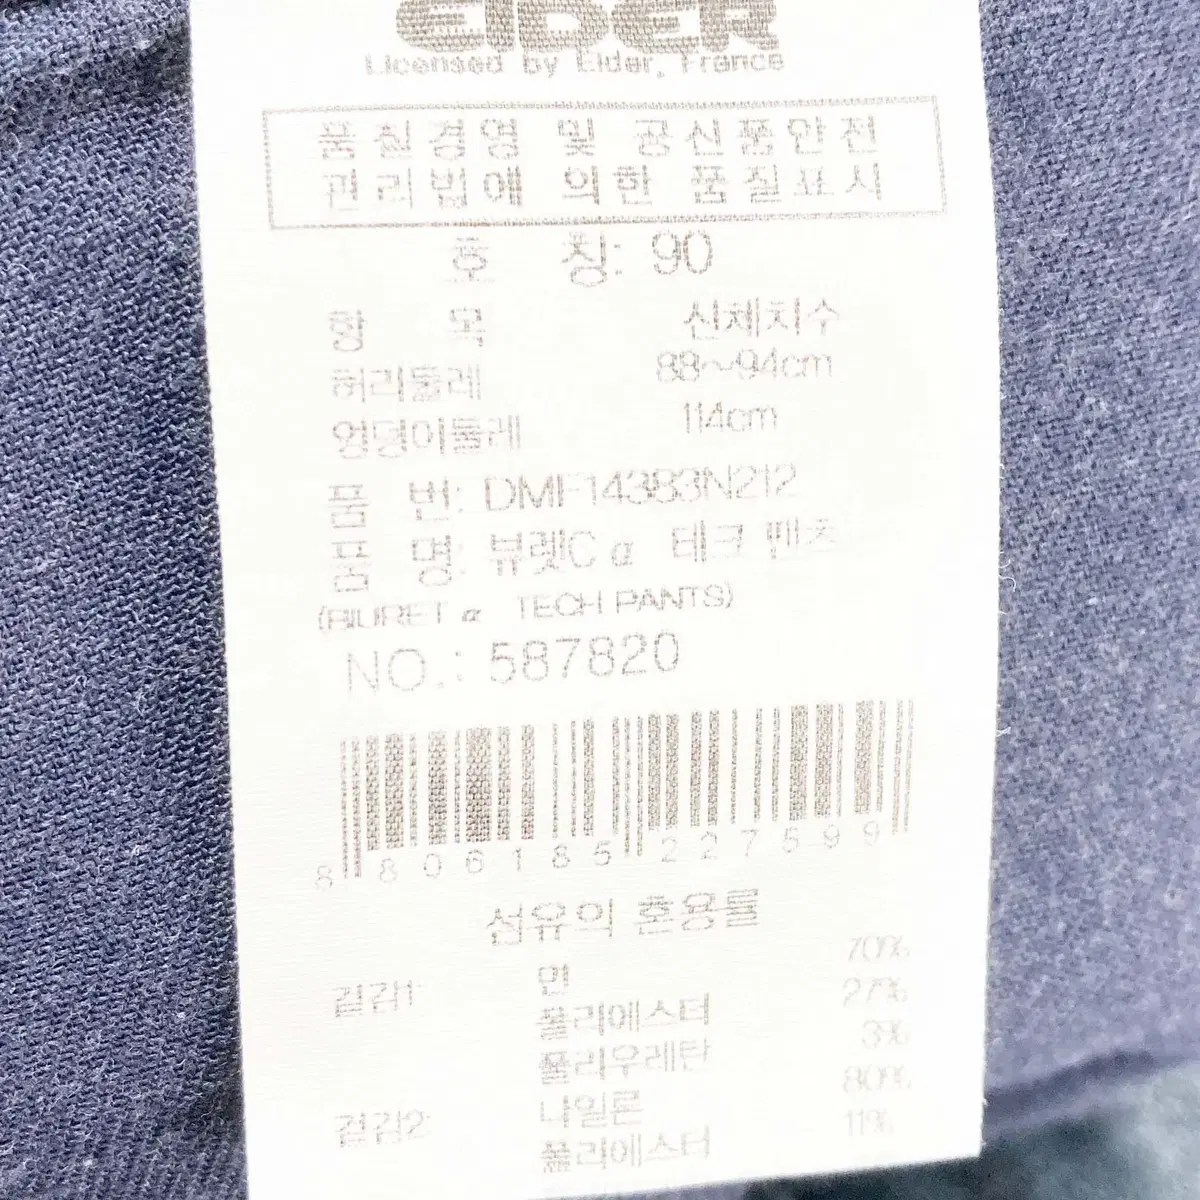 EIDER
Licensed by Eider, France
품질경영 및 공산품안전
관리법에 의한 품질표시
호 칭: 90
항 목 신체치수
허리둘레 88~94cm
엉덩이둘레 114cm
품 번: DMF14383N212
품 명: 뷰렛C α 테크 팬츠
(BIURET α TECH PANTS)
NO.: 587820
8 806185 227599
섬유의 혼용률
겉감1: 면 70%
폴리에스터 27%
폴리우레탄 3%
겉감2: 나일론 80%
폴리에스터 11%